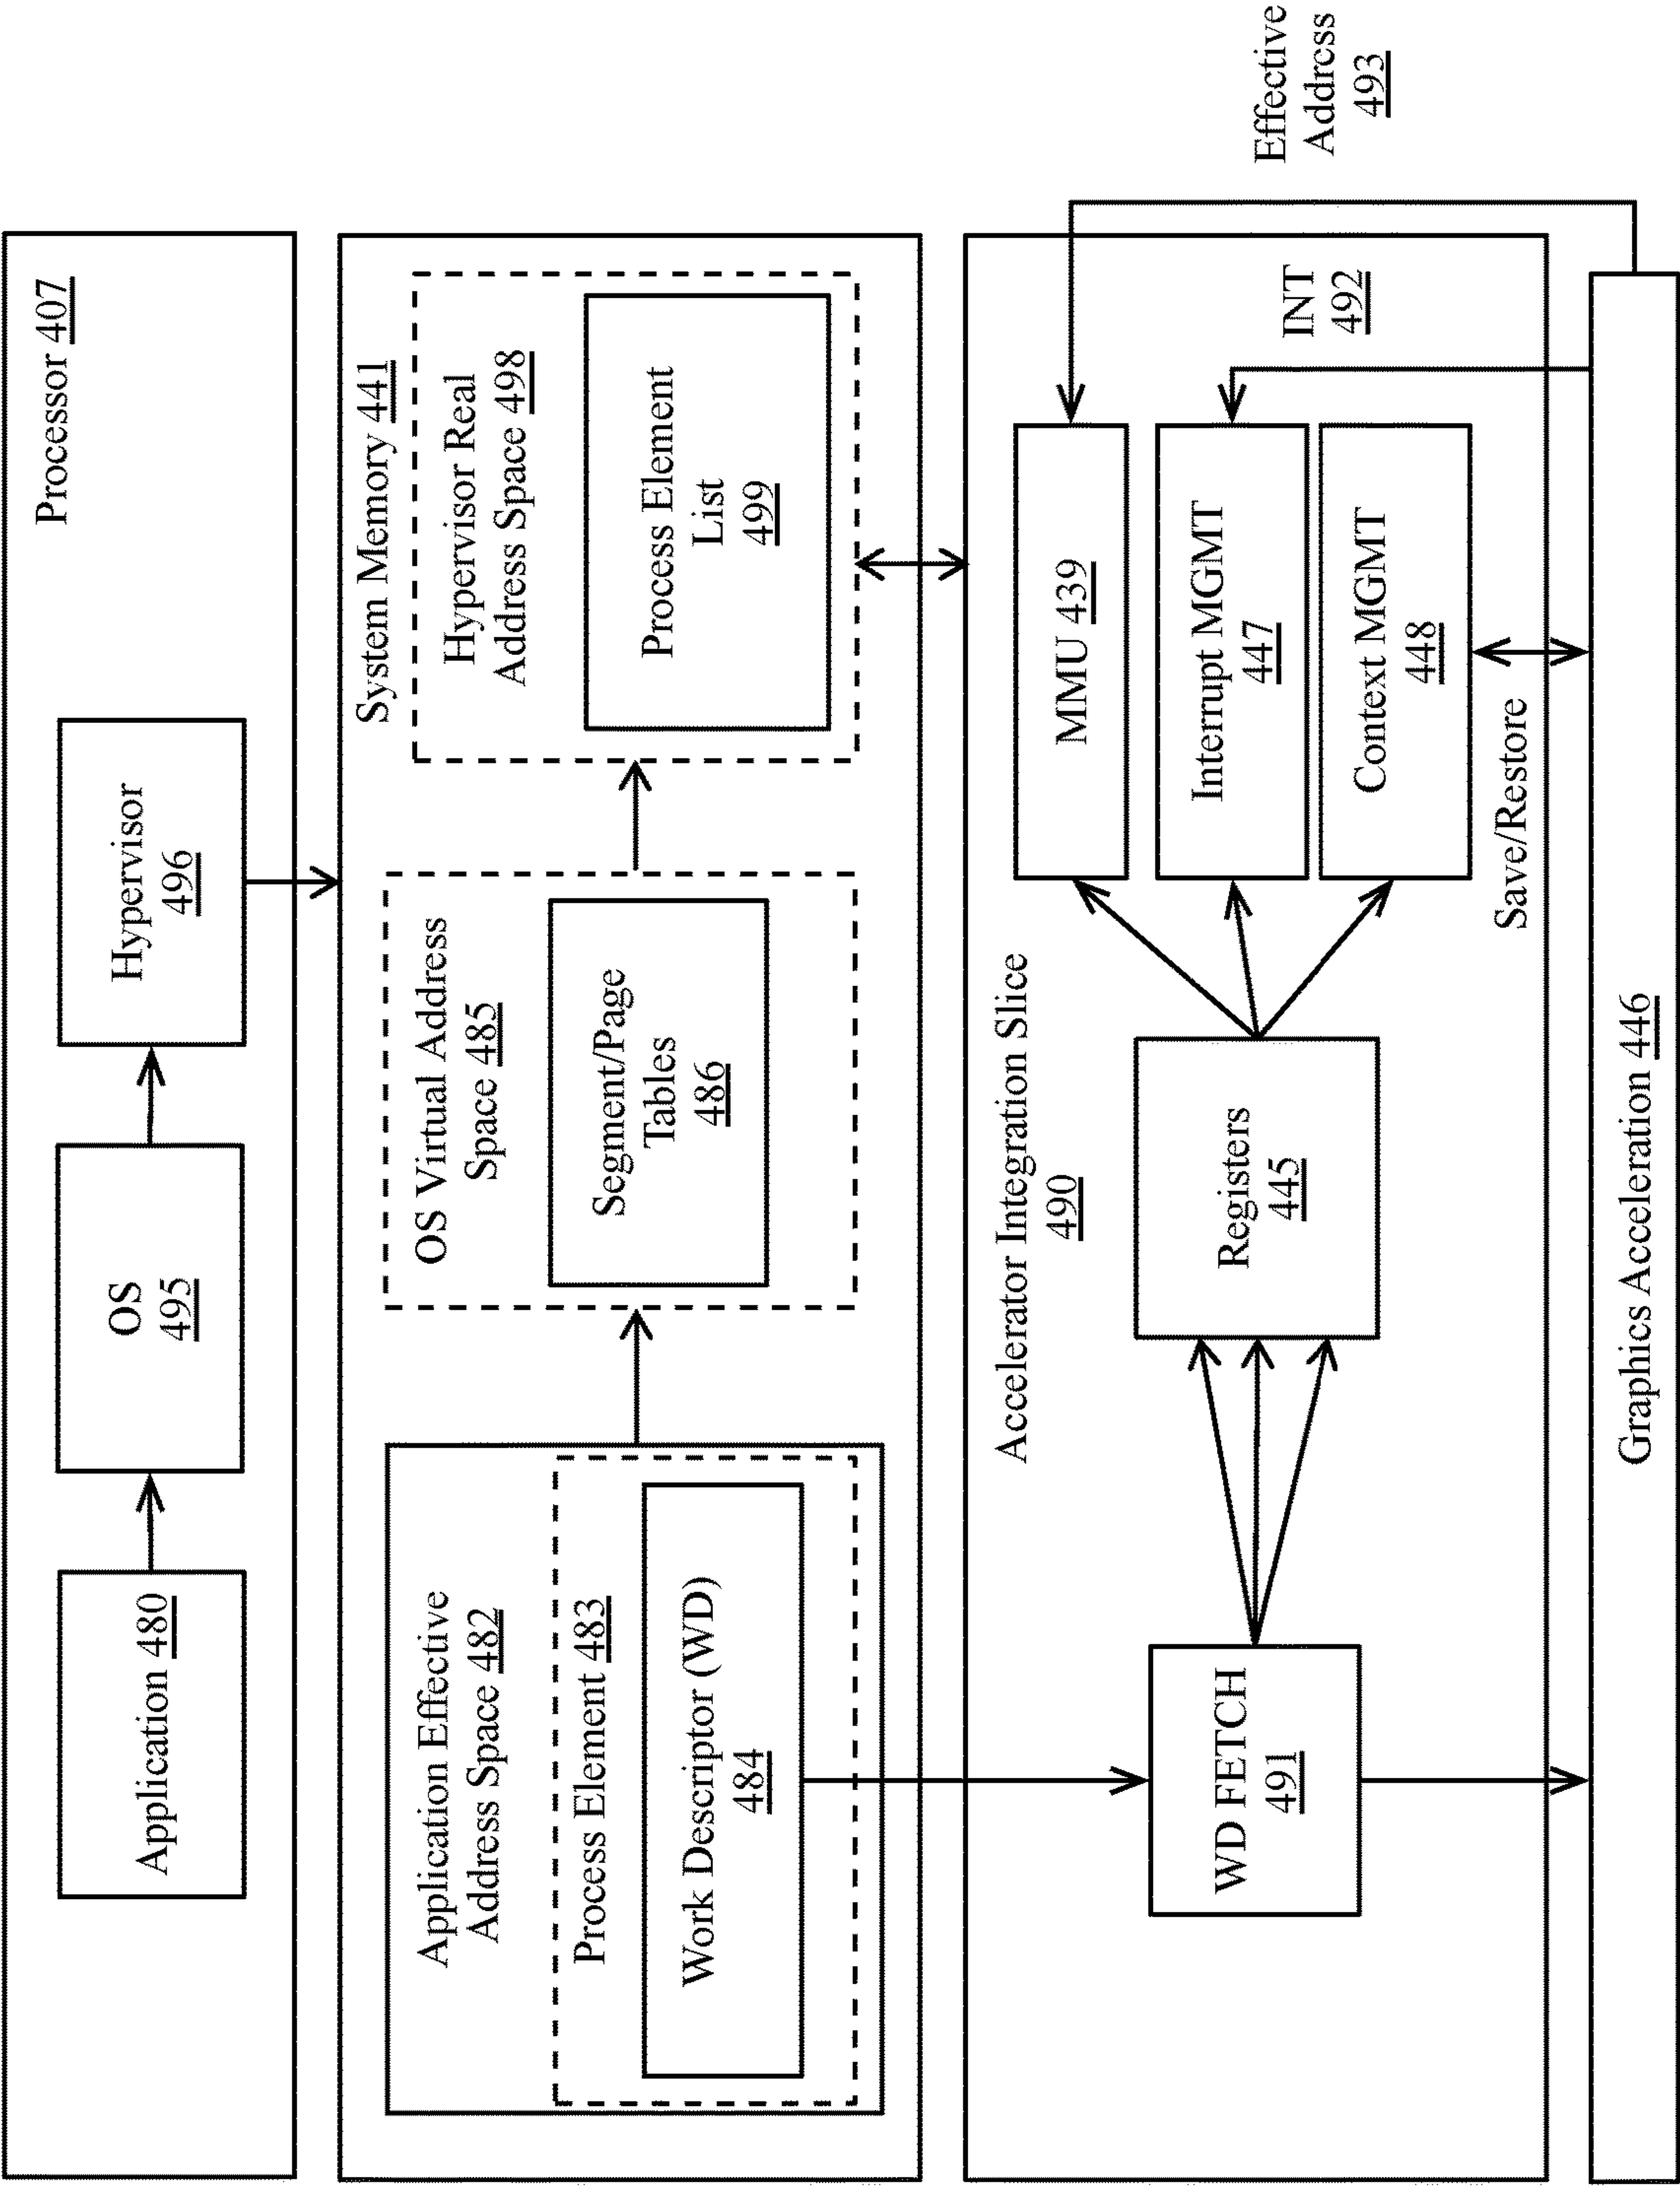 Processor 407
Application 480
OS
495
Hypervisor
496
System Memory 441
Application Effective
Address Space 482
Process Element 483
Work Descriptor (WD)
484
OS Virtual Address
Space 485
Segment/Page
Tables
486
Hypervisor Real
Address Space 498
Process Element
List
499
Accelerator Integration Slice
490
WD FETCH
491
Registers
445
MMU 439
Interrupt MGMT
447
Context MGMT
448
Save/Restore
INT
492
Effective
Address
493
Graphics Acceleration 446